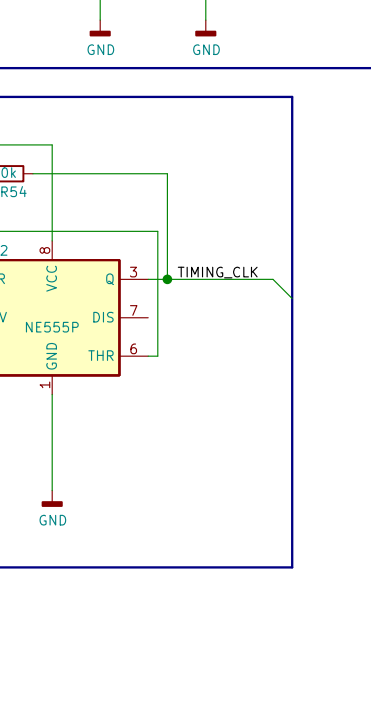 GND
GND
0k
R54
2
8
R
VCC
Q
3
TIMING_CLK
V
NE555P
DIS
7
GND
THR
6
1
GND